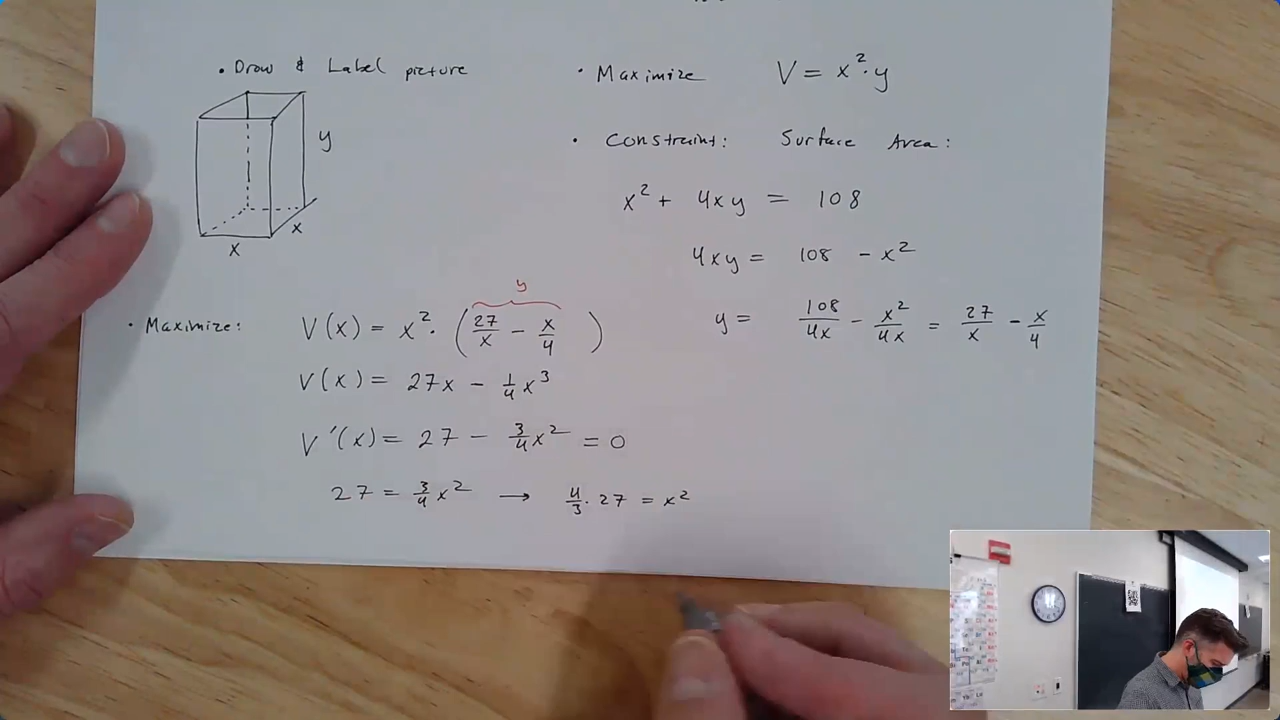 • Draw & Label picture
y
x
x
• Maximize V = x²·y
• Constraint: Surface Area:
x² + 4xy = 108
4xy = 108 - x²
y = 108/4x - x²/4x = 27/x - x/4
y
• Maximize: V(x) = x²· (27/x - x/4)
V(x) = 27x - 1/4 x³
V'(x) = 27 - 3/4 x² = 0
27 = 3/4 x² → 4/3 · 27 = x²